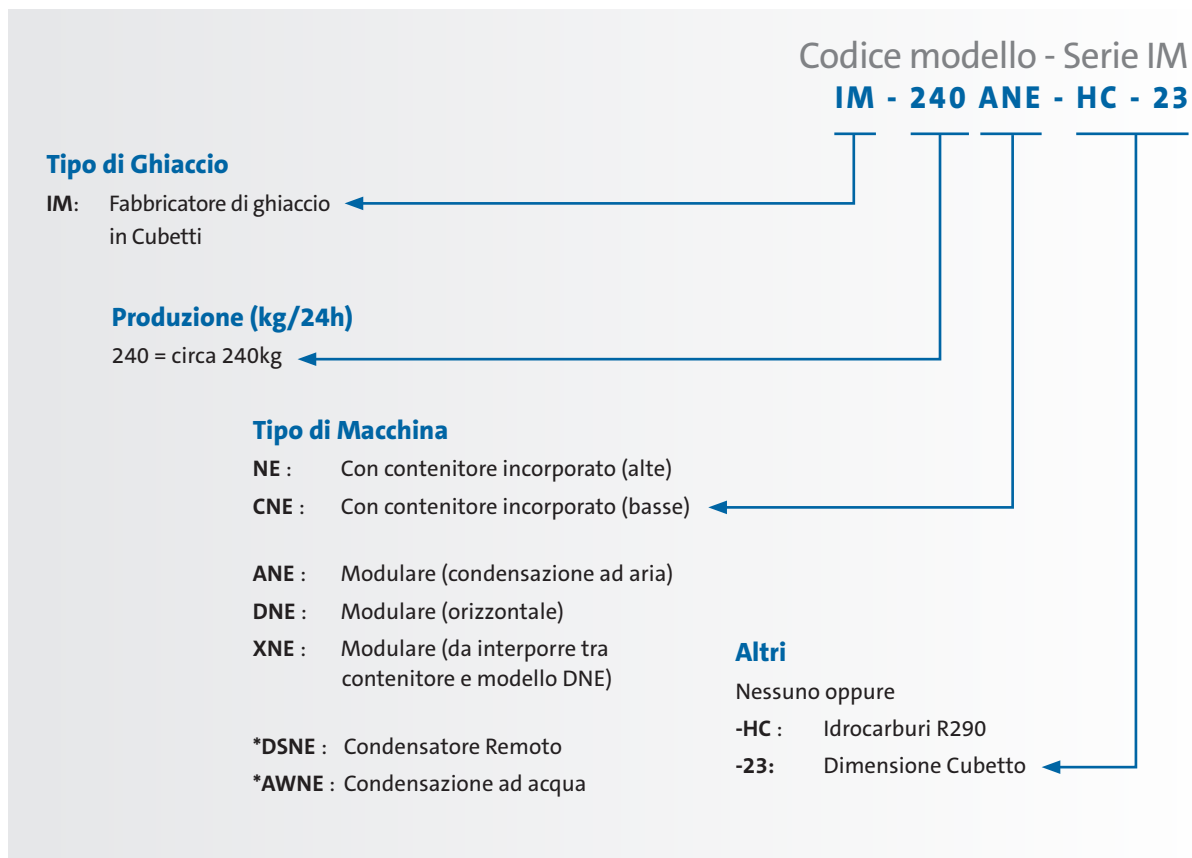 Codice modello - Serie IM
IM - 240 ANE - HC - 23
Tipo di Ghiaccio
IM: Fabbricatore di ghiaccio
in Cubetti
Produzione (kg/24h)
240 = circa 240kg
Tipo di Macchina
NE : Con contenitore incorporato (alte)
CNE : Con contenitore incorporato (basse)
ANE : Modulare (condensazione ad aria)
DNE : Modulare (orizzontale)
XNE : Modulare (da interporre tra
contenitore e modello DNE)
*DSNE : Condensatore Remoto
*AWNE : Condensazione ad acqua
Altri
Nessuno oppure
-HC : Idrocarburi R290
-23: Dimensione Cubetto